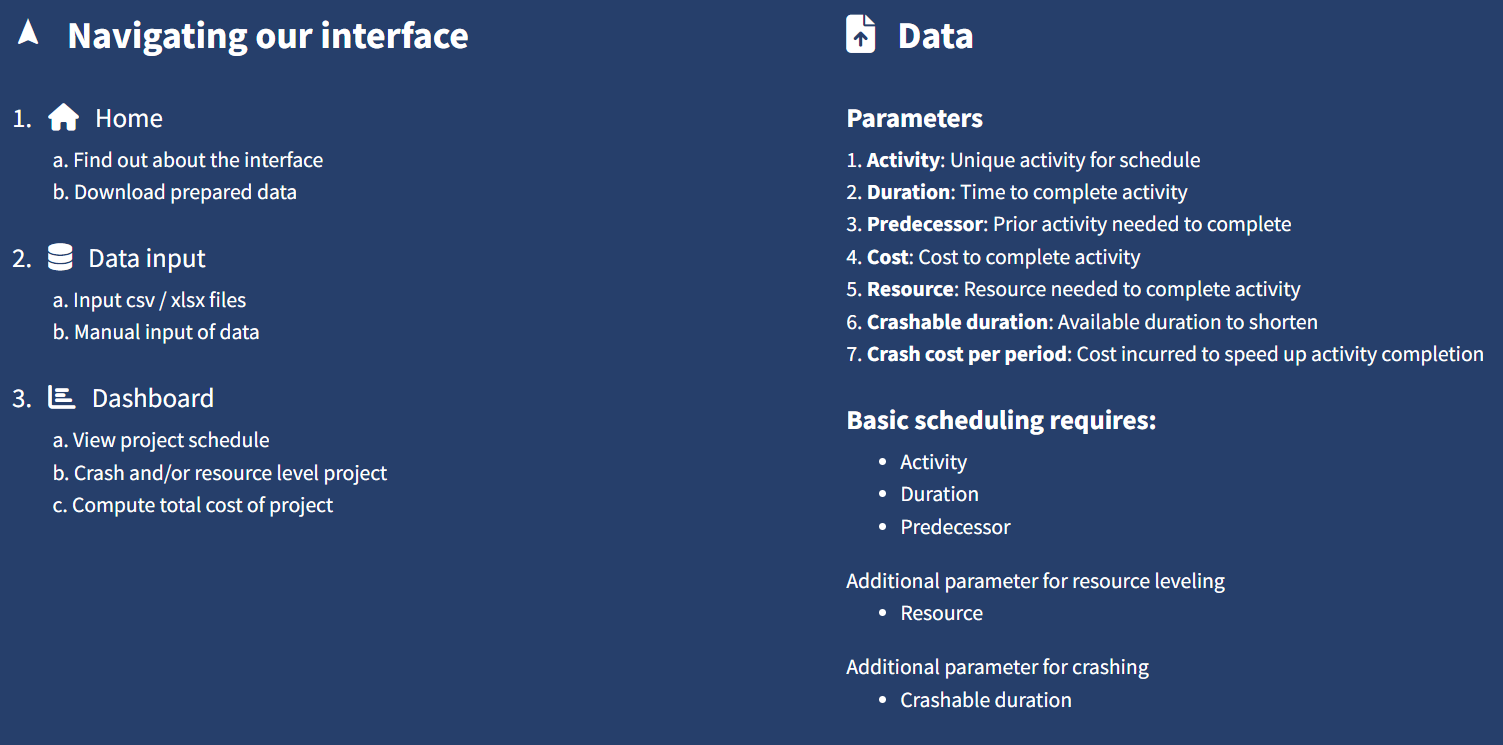 Navigating our interface
1. Home
a. Find out about the interface
b. Download prepared data
2. Data input
a. Input csv / xlsx files
b. Manual input of data
3. Dashboard
a. View project schedule
b. Crash and/or resource level project
c. Compute total cost of project
Data
Parameters
1. Activity: Unique activity for schedule
2. Duration: Time to complete activity
3. Predecessor: Prior activity needed to complete
4. Cost: Cost to complete activity
5. Resource: Resource needed to complete activity
6. Crashable duration: Available duration to shorten
7. Crash cost per period: Cost incurred to speed up activity completion
Basic scheduling requires:
• Activity
• Duration
• Predecessor
Additional parameter for resource leveling
• Resource
Additional parameter for crashing
• Crashable duration